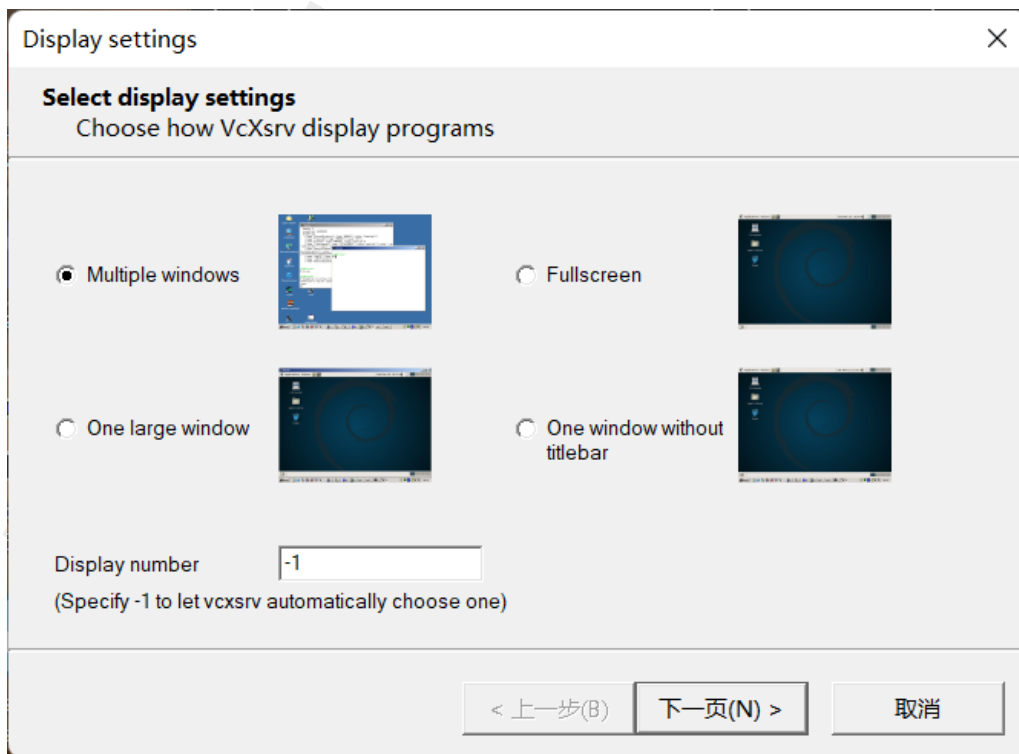 Display settings
Select display settings
Choose how VcXsrv display programs
Multiple windows
Fullscreen
One large window
One window without
titlebar
Display number
-1
(Specify -1 to let vcxsrv automatically choose one)
< 上一步(B)
下一页(N) >
取消